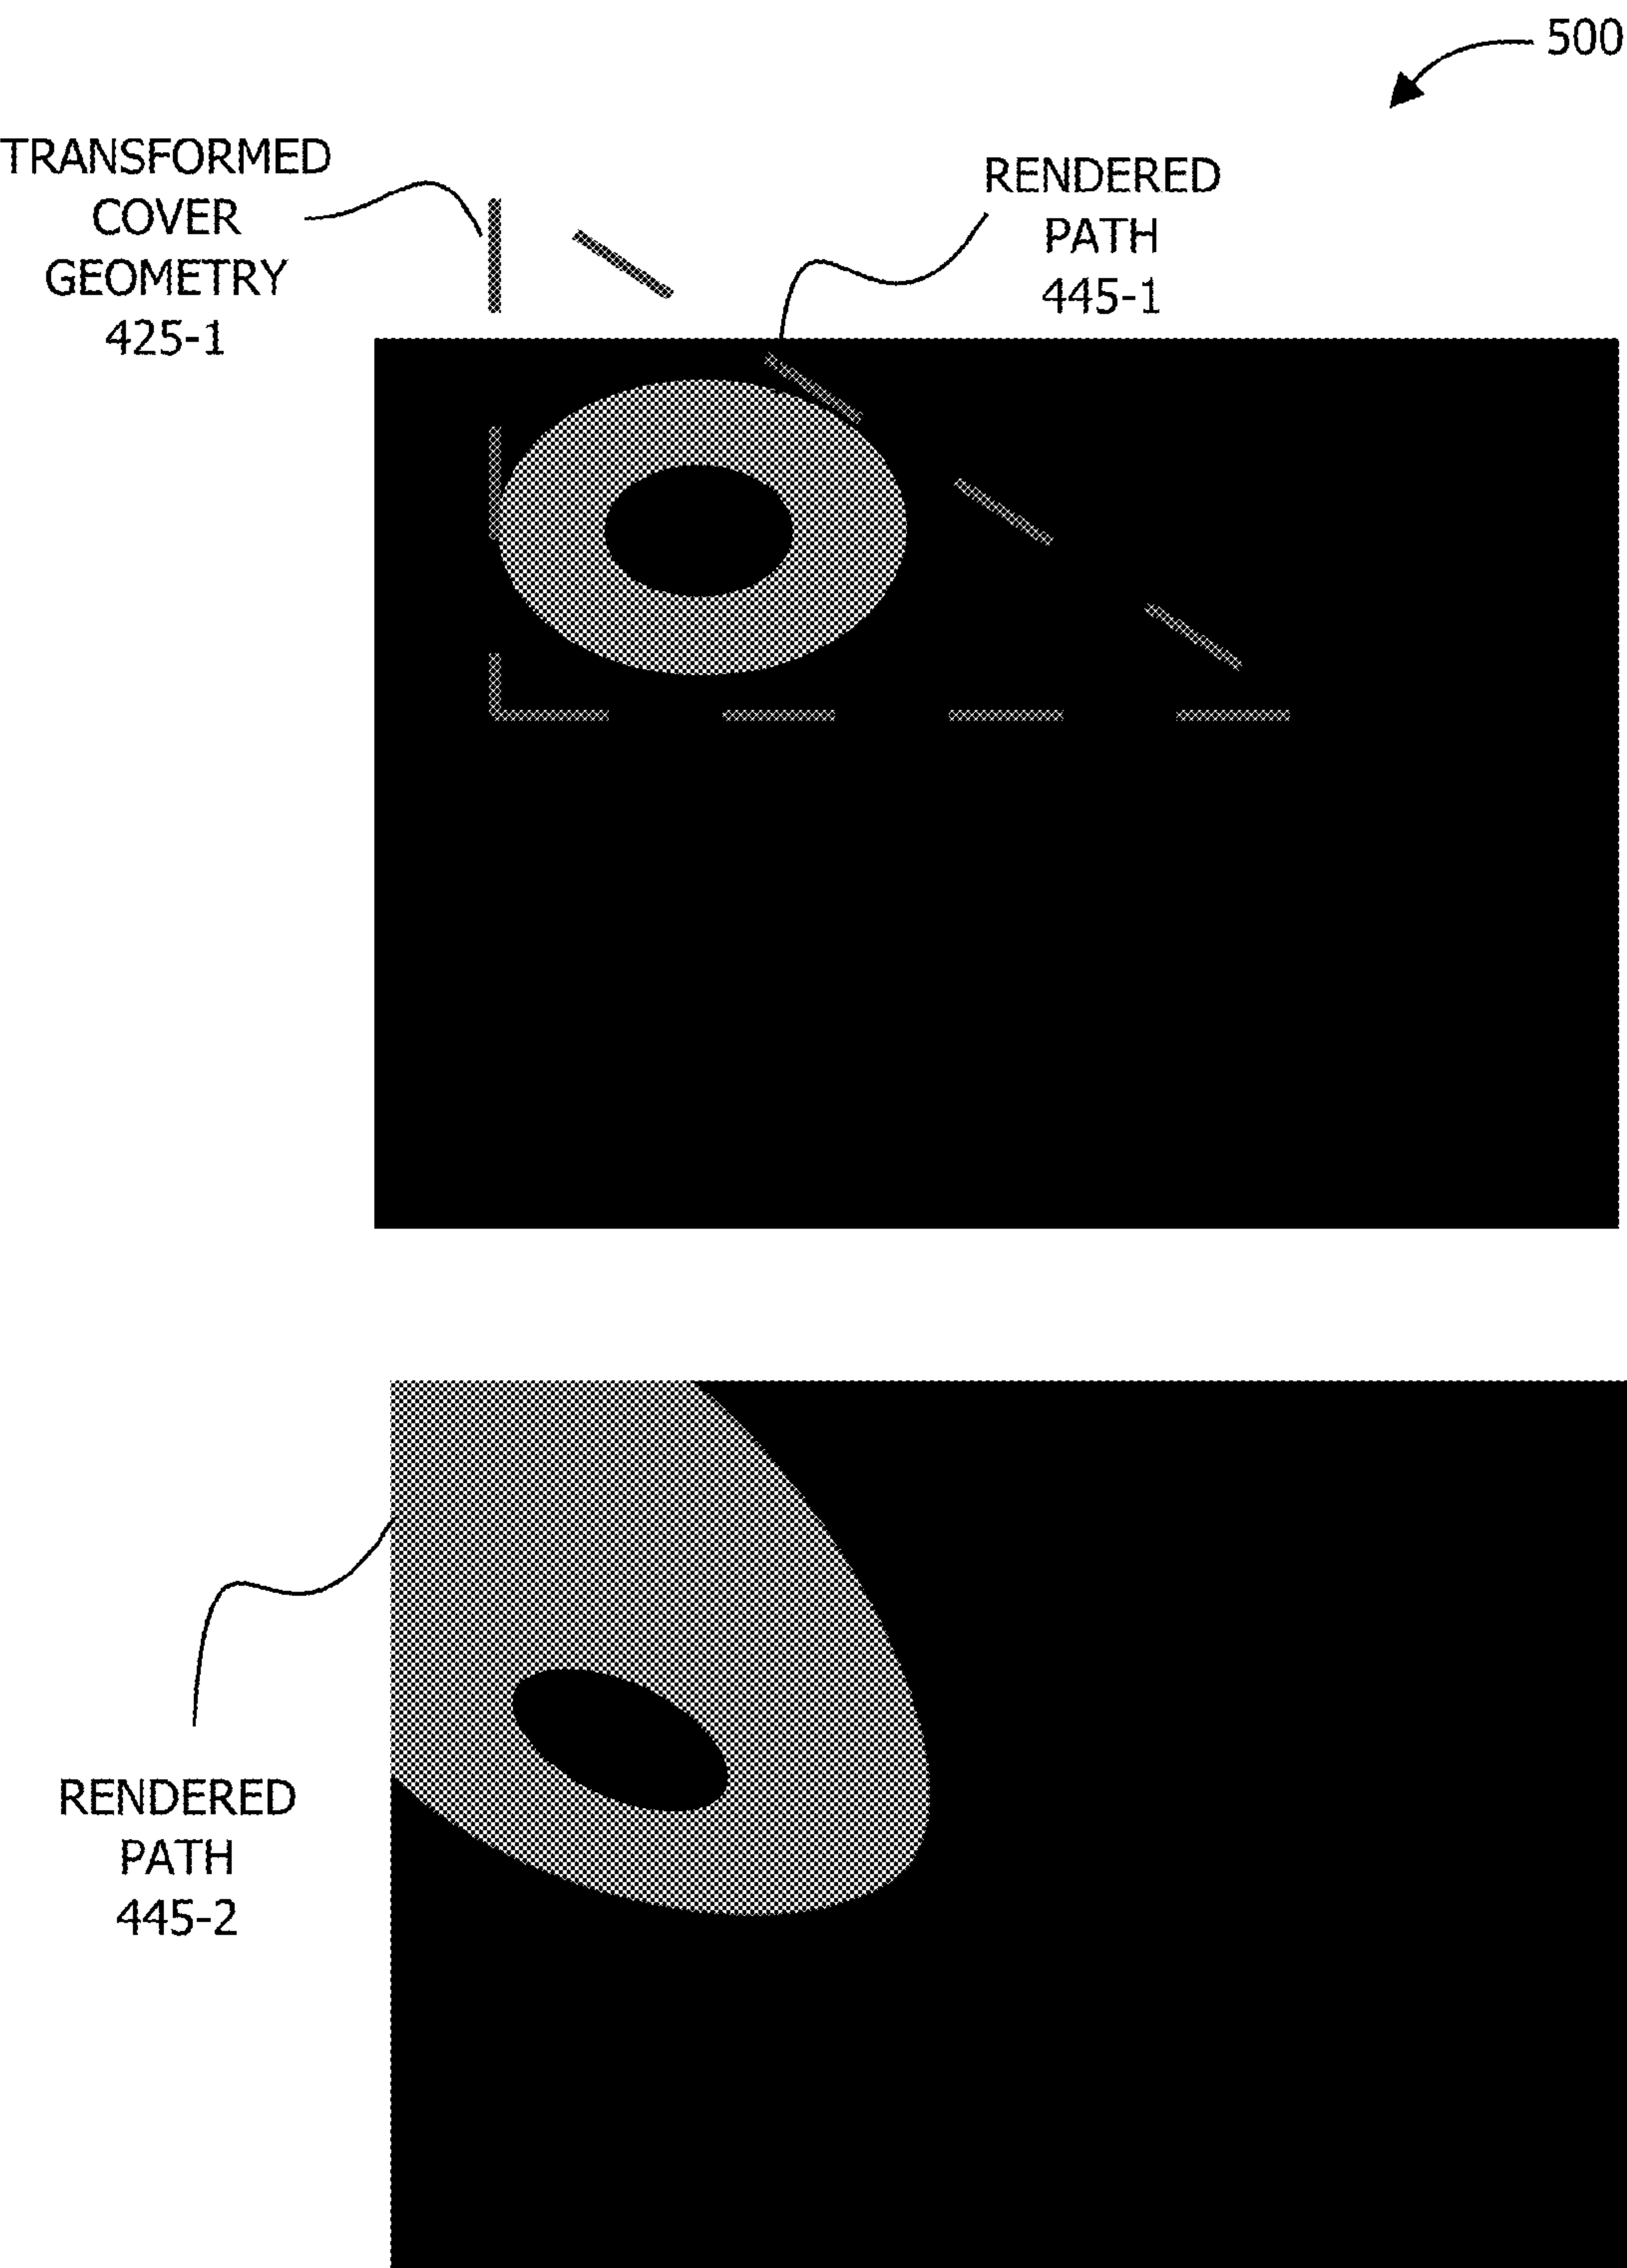 500
TRANSFORMED
COVER
GEOMETRY
425-1
RENDERED
PATH
445-1
RENDERED
PATH
445-2